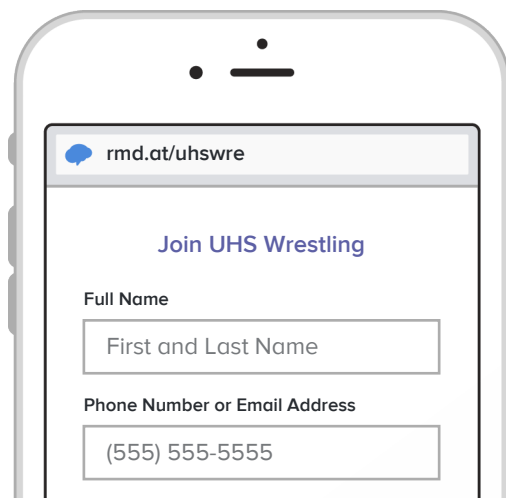 rmd.at/uhswre
Join UHS Wrestling
Full Name
First and Last Name
Phone Number or Email Address
(555) 555-5555